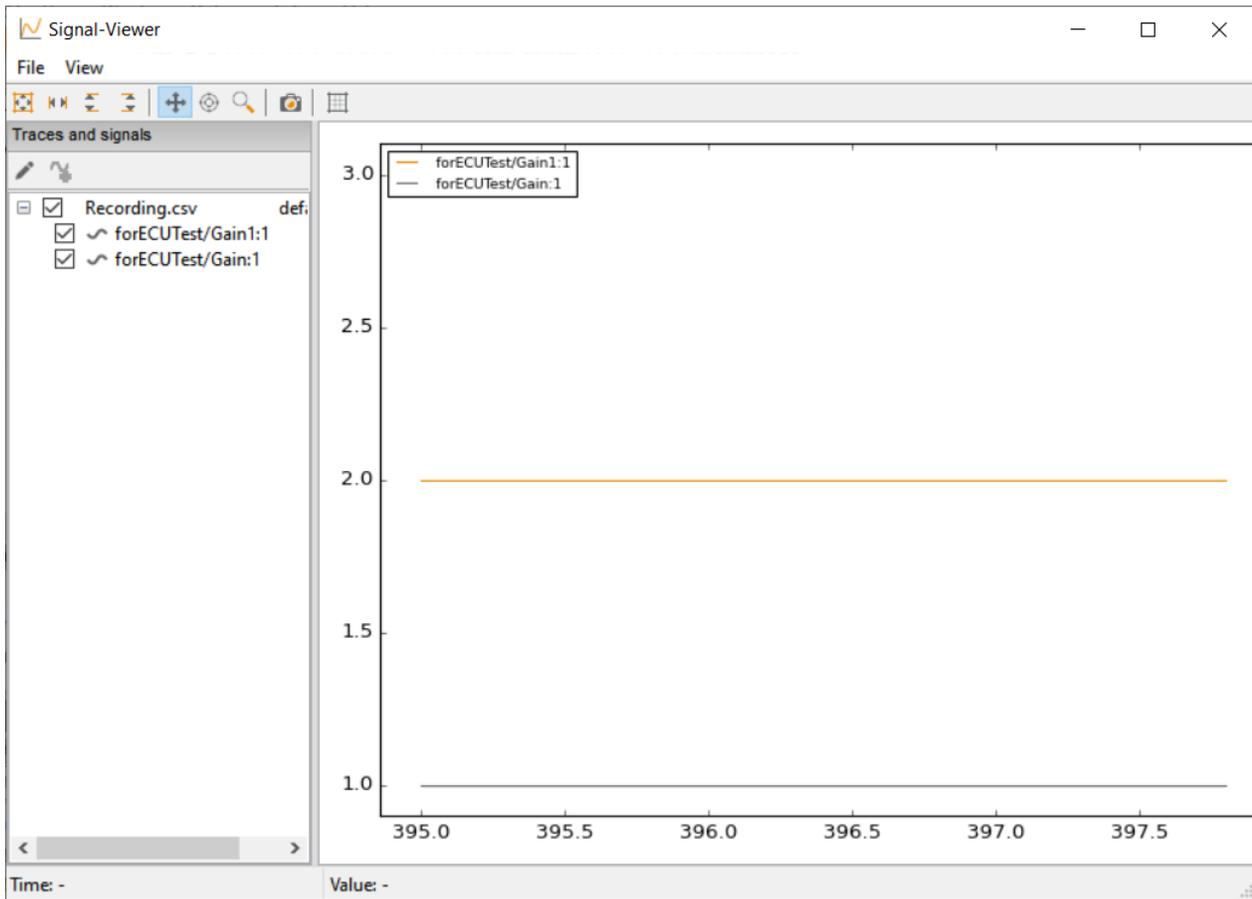 Signal-Viewer
File View
Traces and signals
Recording.csv
forECUTest/Gain1:1
forECUTest/Gain:1
forECUTest/Gain1:1
forECUTest/Gain:1
3.0
2.5
2.0
1.5
1.0
395.0 395.5 396.0 396.5 397.0 397.5
Time: - Value: -